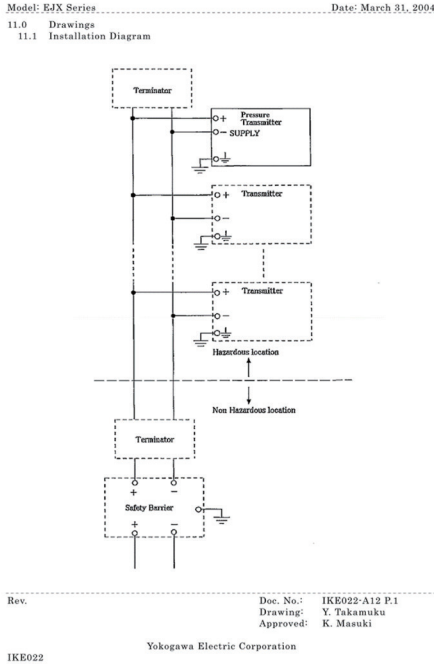 Model: EJX Series Date: March 31, 2004
11.0 Drawings
11.1 Installation Diagram
Terminator
+ Pressure
Transmitter
− SUPPLY
+ Transmitter
−
+ Transmitter
−
Hazardous location
Non Hazardous location
Terminator
+ −
Safety Barrier
+ −
Rev. Doc. No.: IKE022-A12 P.1
Drawing: Y. Takamuku
Approved: K. Masuki
Yokogawa Electric Corporation
IKE022